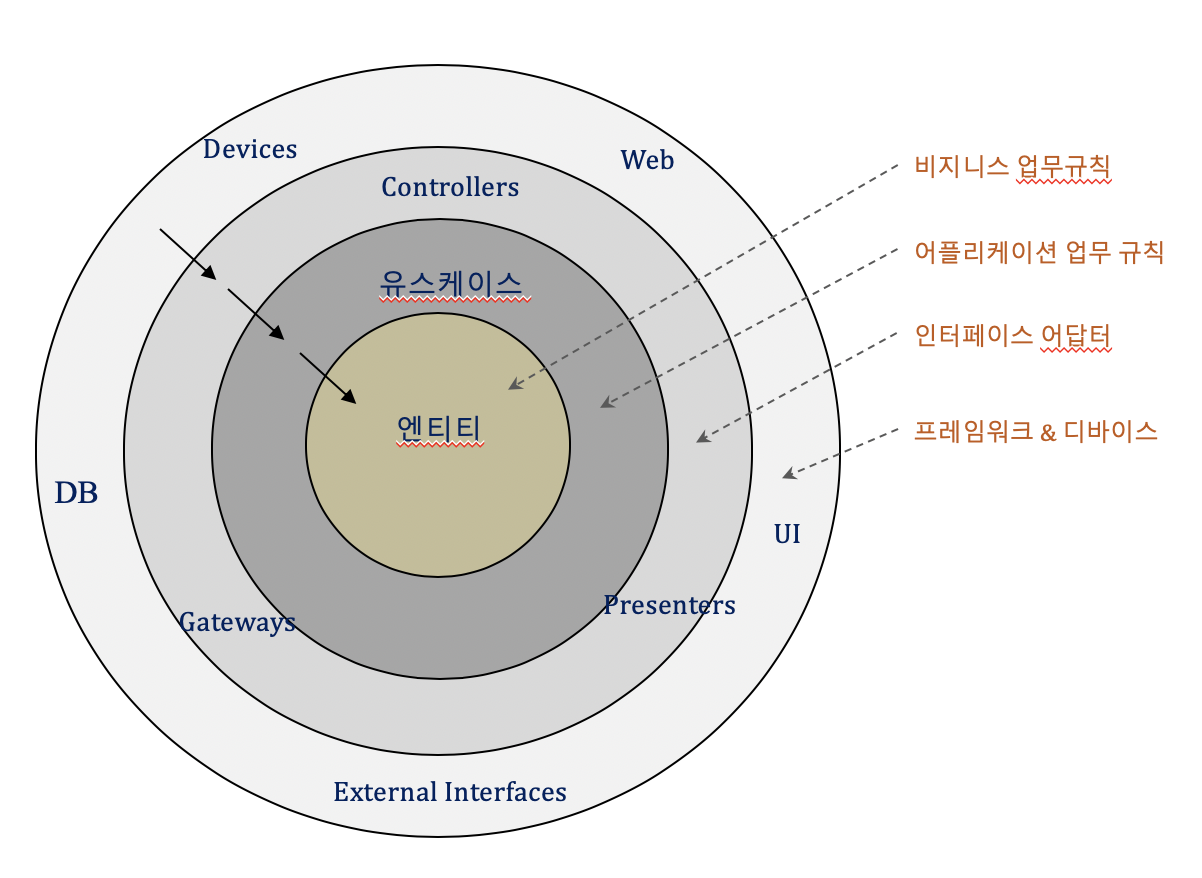 Devices
Web
비지니스 업무규칙
Controllers
어플리케이션 업무 규칙
유스케이스
인터페이스 어답터
엔티티
프레임워크 & 디바이스
DB
UI
Presenters
Gateways
External Interfaces